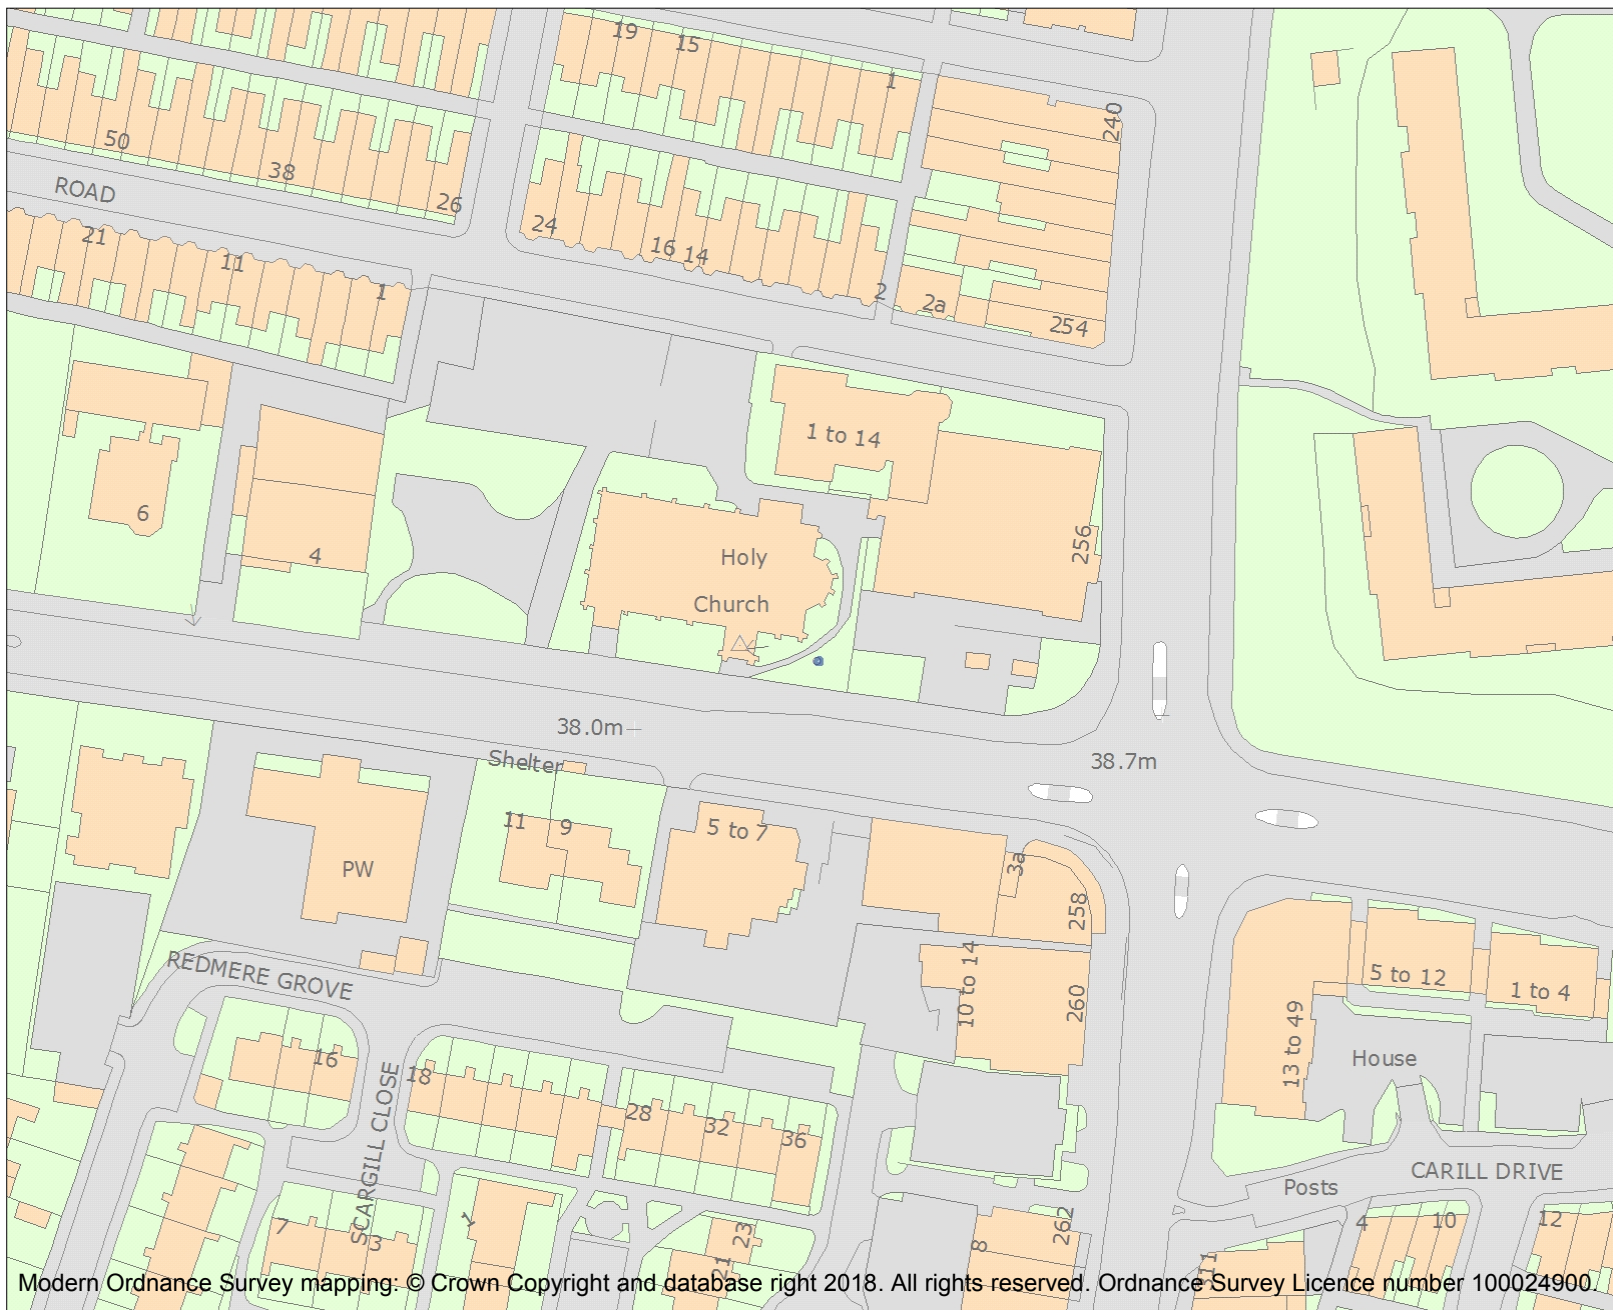 19
15
1
240
50
38
26
ROAD
24
16 14
2
2a
254
21
11
1
1 to 14
6
4
Holy
Church
256
38.0m
38.7m
Shelter
11
9
5 to 7
PW
3a
258
REDMERE GROVE
10 to 14
260
5 to 12
1 to 4
13 to 49
House
16
18
SCARGILL CLOSE
28
32
36
CARILL DRIVE
Posts
7
3
1
23
21
8
262
311
4
10
12
Modern Ordnance Survey mapping: © Crown Copyright and database right 2018. All rights reserved. Ordnance Survey Licence number 100024900.